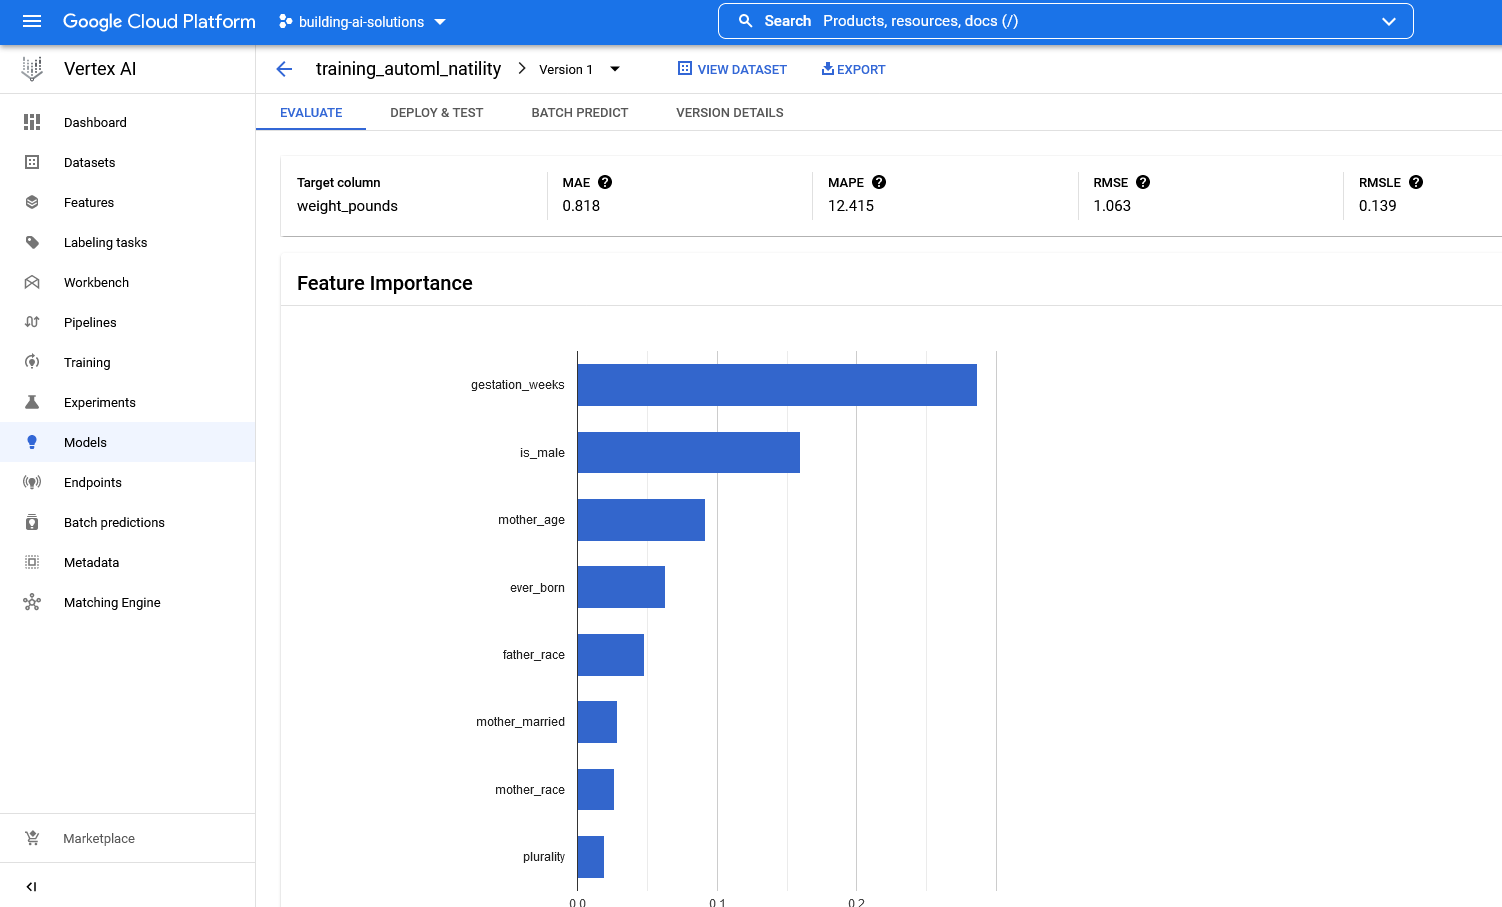 Google Cloud Platform
building-ai-solutions
Search Products, resources, docs (/)
Vertex AI
training_automl_natility
Version 1
VIEW DATASET
EXPORT
EVALUATE
DEPLOY & TEST
BATCH PREDICT
VERSION DETAILS
Dashboard
Datasets
Features
Labeling tasks
Workbench
Pipelines
Training
Experiments
Models
Endpoints
Batch predictions
Metadata
Matching Engine
Marketplace
Target column
weight_pounds
MAE
0.818
MAPE
12.415
RMSE
1.063
RMSLE
0.139
Feature Importance
gestation_weeks
is_male
mother_age
ever_born
father_race
mother_married
mother_race
plurality
0.0
0.1
0.2